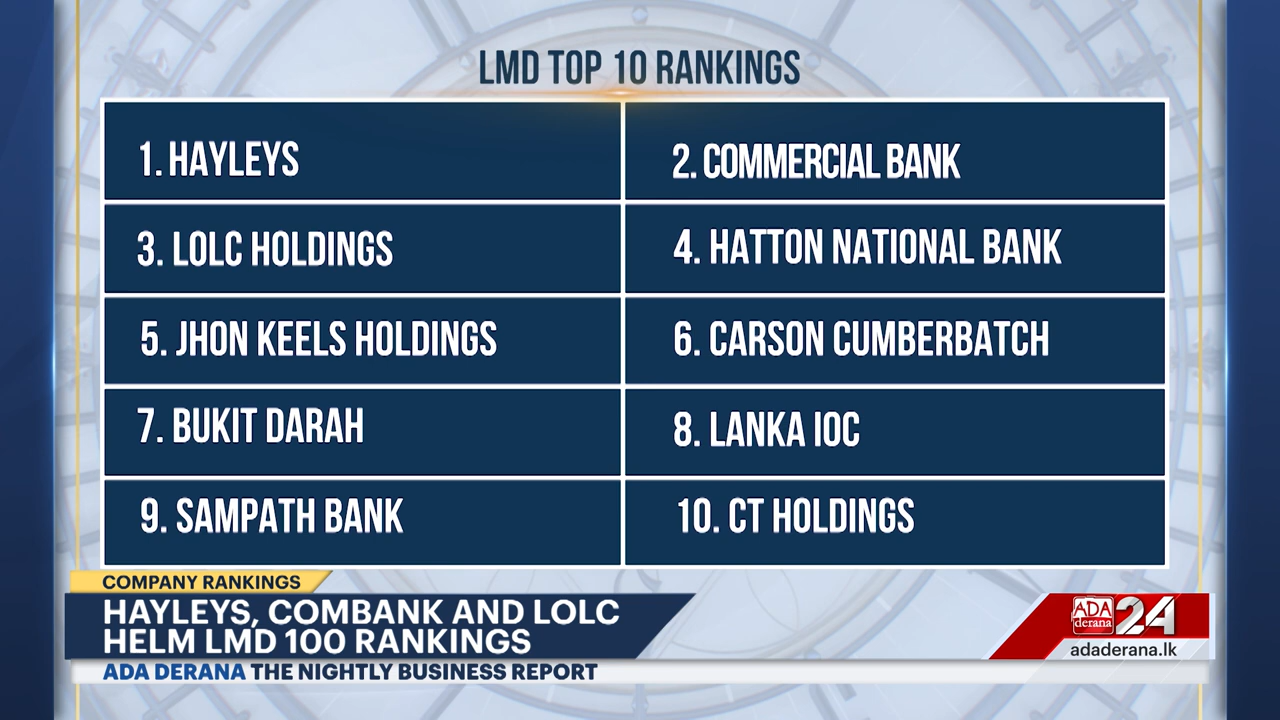 LMD TOP 10 RANKINGS
1. HAYLEYS
2. COMMERCIAL BANK
3. LOLC HOLDINGS
4. HATTON NATIONAL BANK
5. JHON KEELS HOLDINGS
6. CARSON CUMBERBATCH
7. BUKIT DARAH
8. LANKA IOC
9. SAMPATH BANK
10. CT HOLDINGS
COMPANY RANKINGS
HAYLEYS, COMBANK AND LOLC
HELM LMD 100 RANKINGS
ADA DERANA THE NIGHTLY BUSINESS REPORT
ADA
derana
24
adaderana.lk